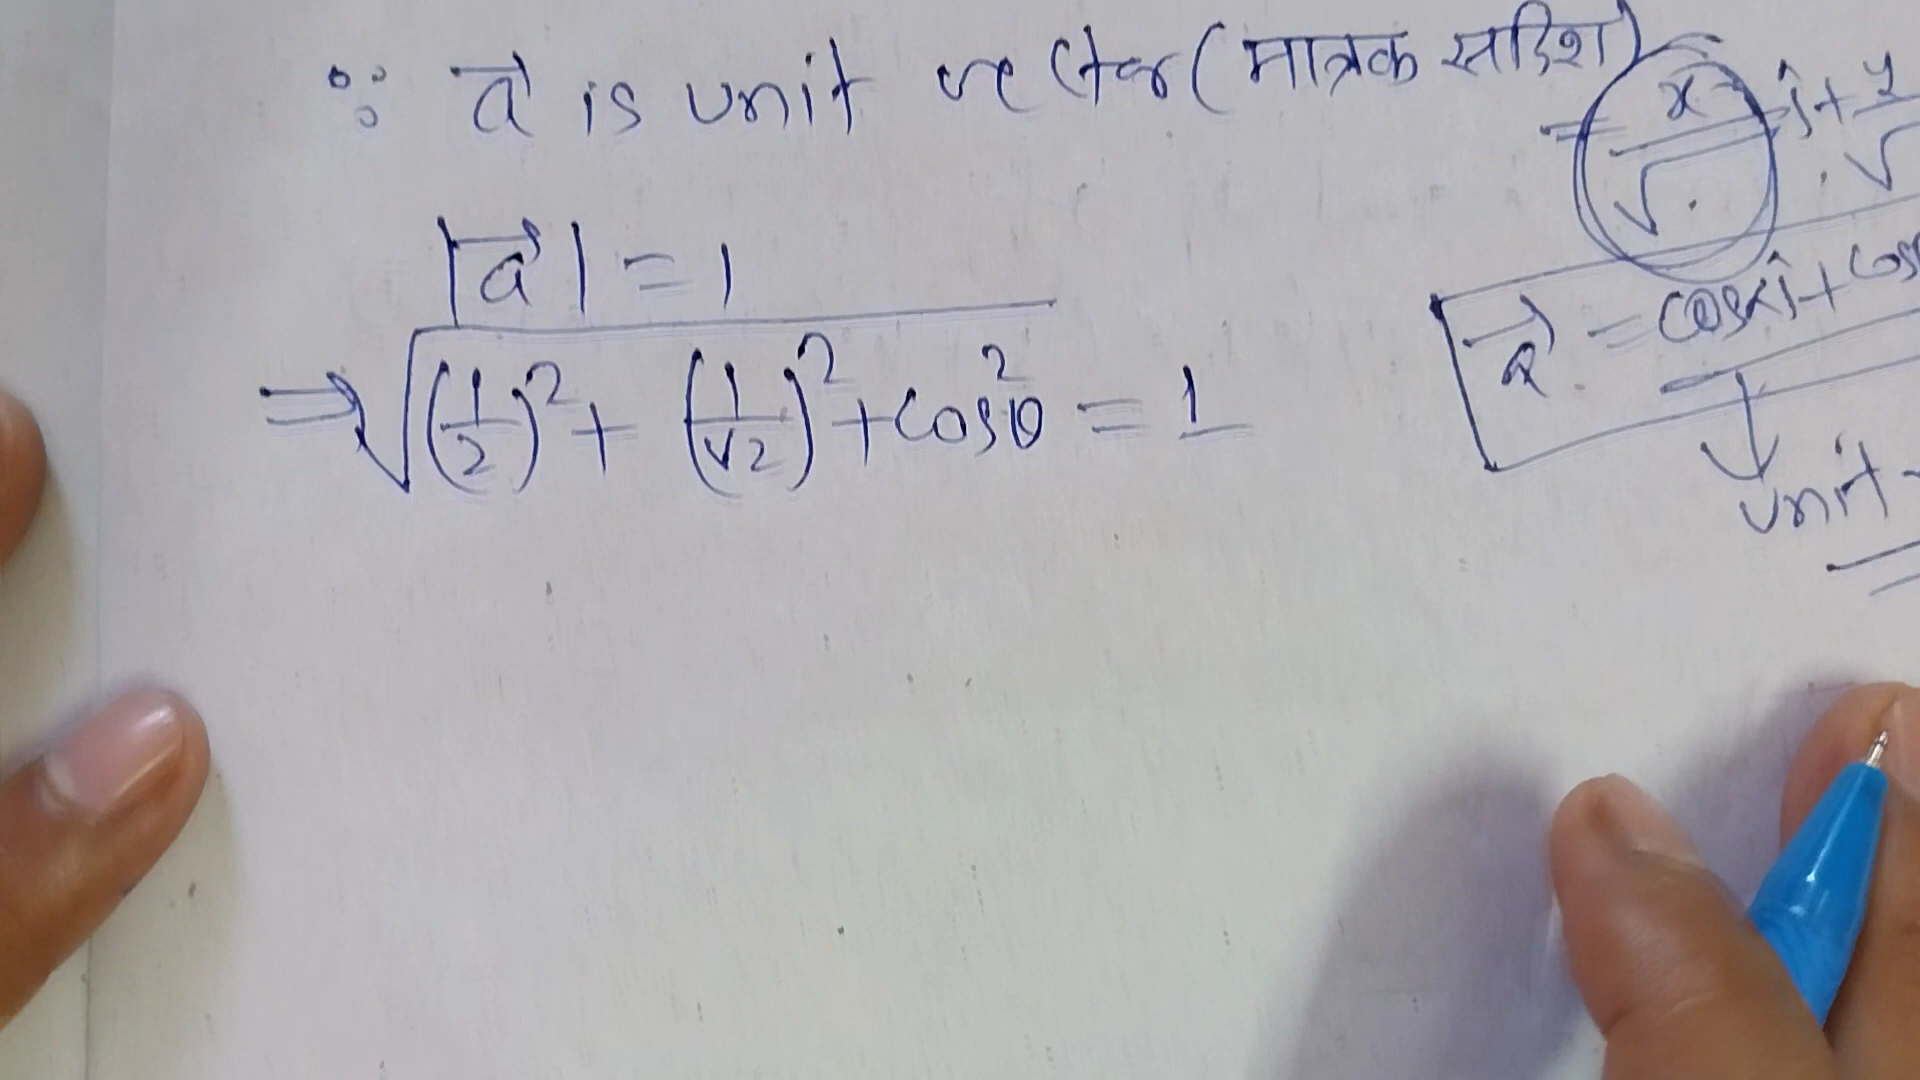 ∵ a⃗ is unit vector (मात्रक सदिश)
= x/√. î + y/√
|a⃗| = 1
a⃗ = cosα î + cos
⇒ √((1/2)² + (1/√2)² + cos²θ) = 1
unit